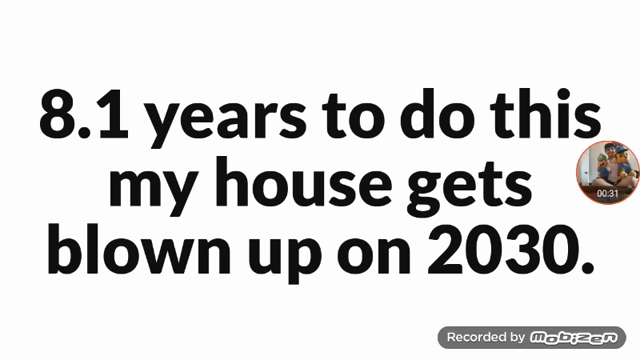 8.1 years to do this
my house gets
blown up on 2030.
00:31
Recorded by Mobizen